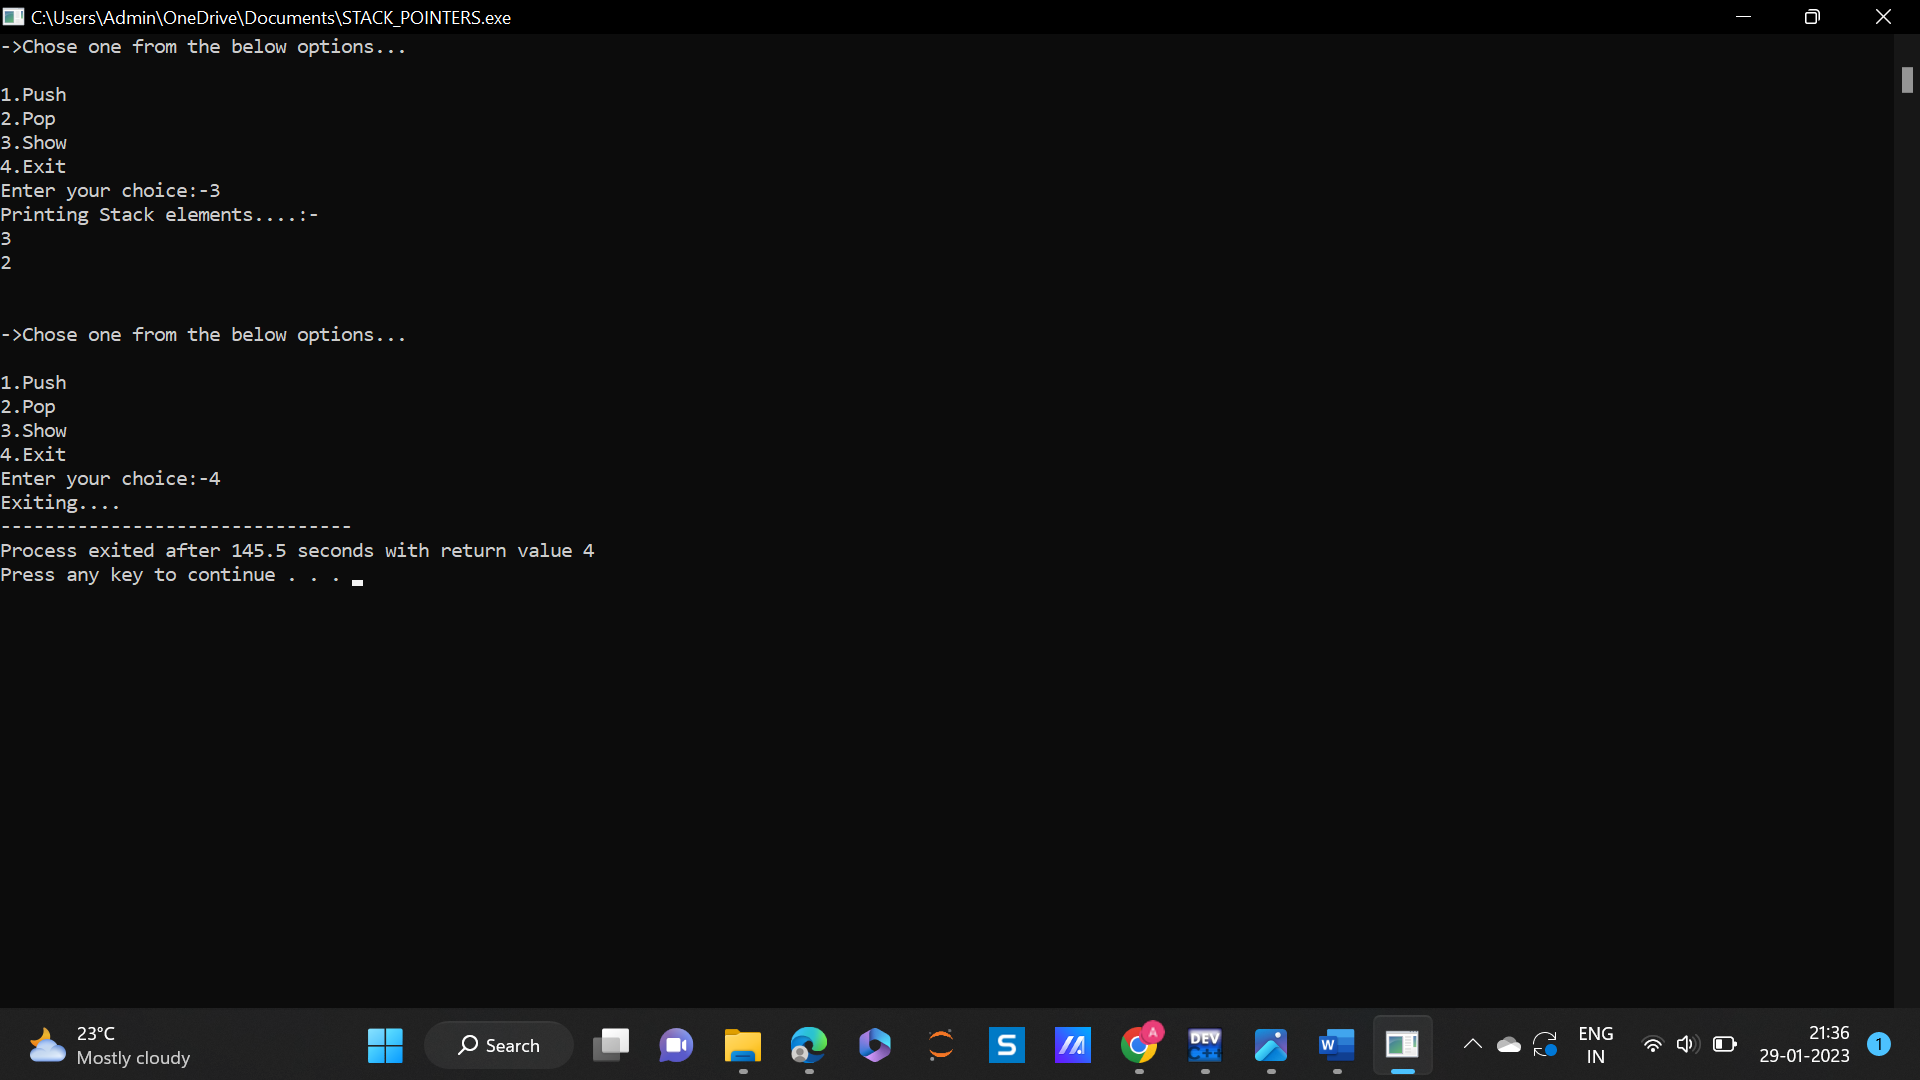 C:\Users\Admin\OneDrive\Documents\STACK_POINTERS.exe
->Chose one from the below options...
1.Push
2.Pop
3.Show
4.Exit
Enter your choice:-3
Printing Stack elements....:-
3
2
->Chose one from the below options...
1.Push
2.Pop
3.Show
4.Exit
Enter your choice:-4
Exiting....
--------------------------------
Process exited after 145.5 seconds with return value 4
Press any key to continue . . .
23°C
Mostly cloudy
Search
S
A
DEV
C++
W
ENG
IN
21:36
29-01-2023
1